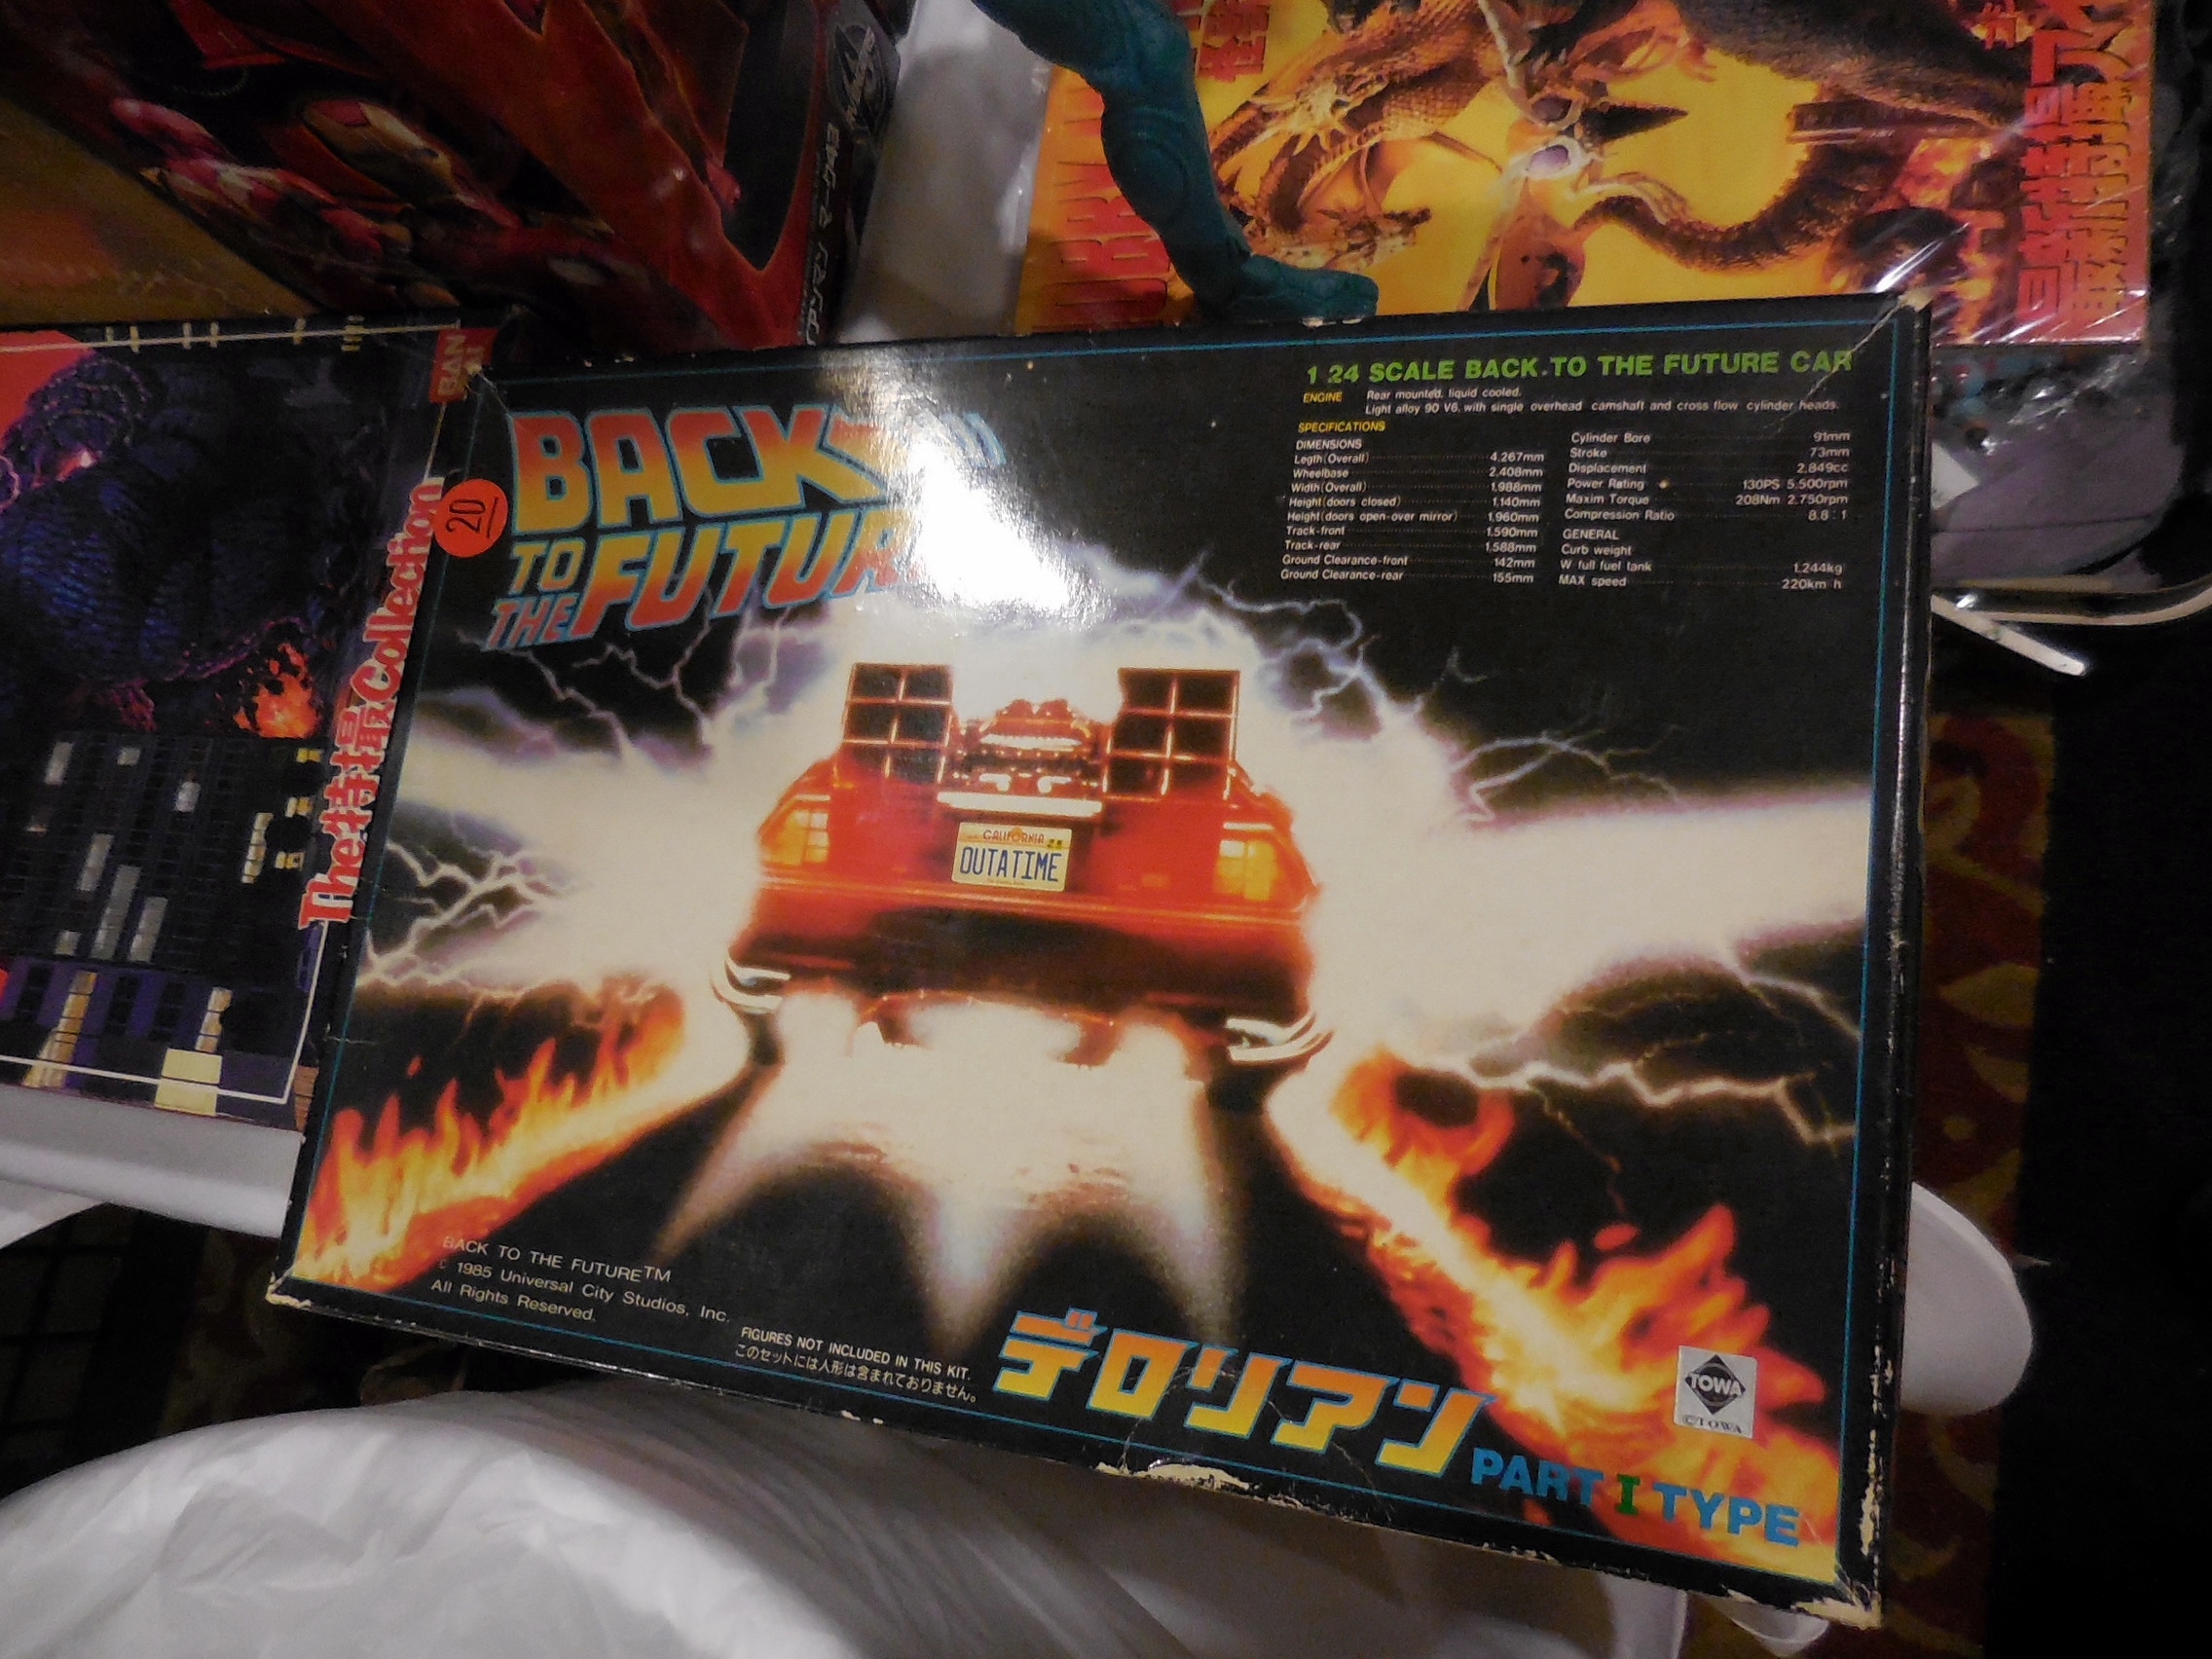 BACK
TO
THE FUTUR
20
1 24 SCALE BACK TO THE FUTURE CAR
ENGINE Rear mounted, liquid cooled.
Light alloy 90 V6, with single overhead camshaft and cross flow cylinder heads.
SPECIFICATIONS
DIMENSIONS
Legth(Overall) 4.267mm
Wheelbase 2.408mm
Width(Overall) 1.988mm
Height(doors closed) 1.140mm
Height(doors open-over mirror) 1.960mm
Track-front 1.590mm
Track-rear 1.588mm
Ground Clearance-front 142mm
Ground Clearance-rear 155mm
Cylinder Bore 91mm
Stroke 73mm
Displacement 2.849cc
Power Rating 130PS 5.500rpm
Maxim Torque 208Nm 2.750rpm
Compression Ratio 8.8 : 1
GENERAL
Curb weight
W full fuel tank 1.244kg
MAX speed 220km h
CALIFORNIA
OUTATIME
BACK TO THE FUTURE™
© 1985 Universal City Studios, Inc.
All Rights Reserved.
FIGURES NOT INCLUDED IN THIS KIT.
このセットには人形は含まれておりません。
デロリアン
PART I TYPE
TOWA
©TOWA
The特撮Collection
BAN
DAI